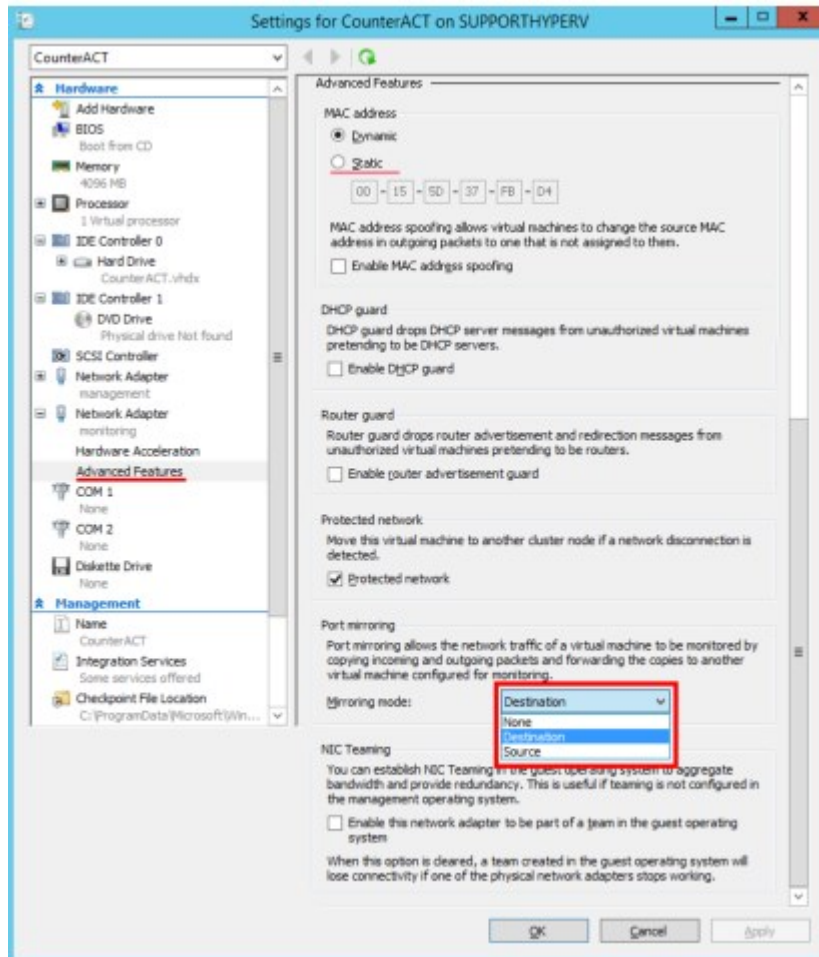 Settings for CounterACT on SUPPORTHYPERV
CounterACT
Hardware
Add Hardware
BIOS
Boot from CD
Memory
4096 MB
Processor
1 Virtual processor
IDE Controller 0
Hard Drive
CounterACT.vhdx
IDE Controller 1
DVD Drive
Physical drive Not found
SCSI Controller
Network Adapter
management
Network Adapter
monitoring
Hardware Acceleration
Advanced Features
COM 1
None
COM 2
None
Diskette Drive
None
Management
Name
CounterACT
Integration Services
Some services offered
Checkpoint File Location
C:\ProgramData\Microsoft\Win...
Advanced Features
MAC address
Dynamic
Static
00 - 15 - 5D - 37 - FB - D4
MAC address spoofing allows virtual machines to change the source MAC
address in outgoing packets to one that is not assigned to them.
Enable MAC address spoofing
DHCP guard
DHCP guard drops DHCP server messages from unauthorized virtual machines
pretending to be DHCP servers.
Enable DHCP guard
Router guard
Router guard drops router advertisement and redirection messages from
unauthorized virtual machines pretending to be routers.
Enable router advertisement guard
Protected network
Move this virtual machine to another cluster node if a network disconnection is
detected.
Protected network
Port mirroring
Port mirroring allows the network traffic of a virtual machine to be monitored by
copying incoming and outgoing packets and forwarding the copies to another
virtual machine configured for monitoring.
Mirroring mode: Destination
None
Destination
Source
NIC Teaming
You can establish NIC Teaming in the guest operating system to aggregate
bandwidth and provide redundancy. This is useful if teaming is not configured in
the management operating system.
Enable this network adapter to be part of a team in the guest operating
system
When this option is cleared, a team created in the guest operating system will
lose connectivity if one of the physical network adapters stops working.
OK Cancel Apply